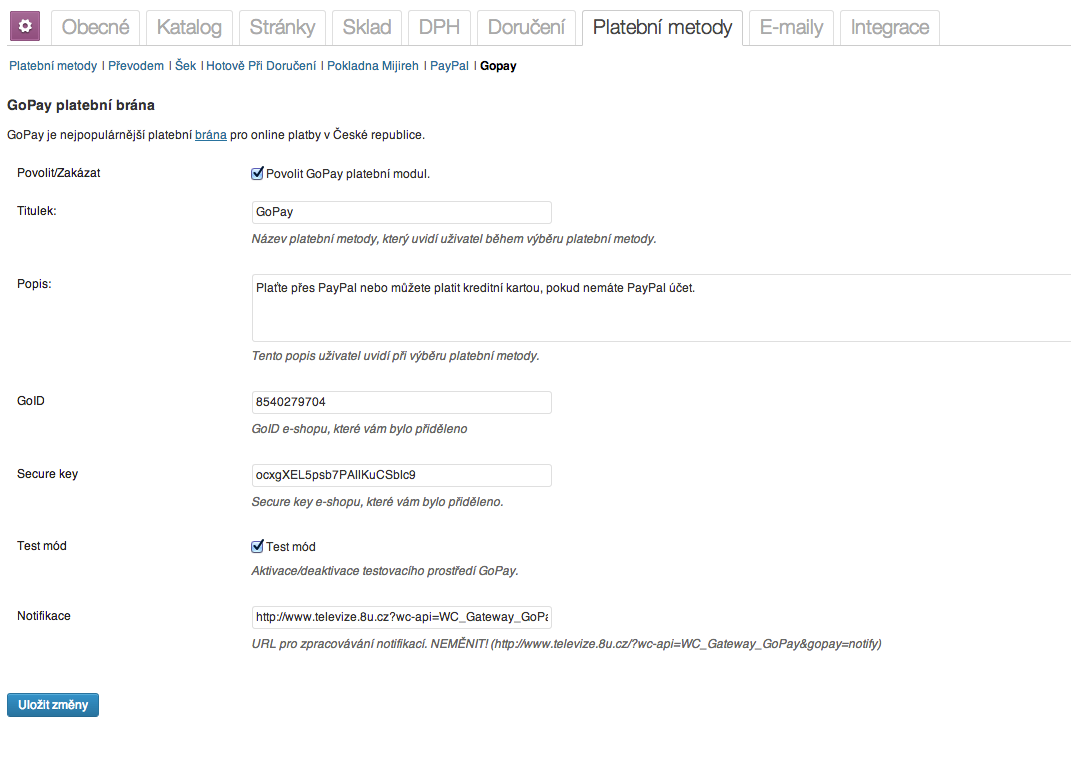 Obecné Katalog Stránky Sklad DPH Doručení Platební metody E-maily Integrace
Platební metody | Převodem | Šek | Hotově Při Doručení | Pokladna Mijireh | PayPal | Gopay
GoPay platební brána
GoPay je nejpopulárnější platební brána pro online platby v České republice.
Povolit/Zakázat
Povolit GoPay platební modul.
Titulek:
GoPay
Název platební metody, který uvidí uživatel během výběru platební metody.
Popis:
Plaťte přes PayPal nebo můžete platit kreditní kartou, pokud nemáte PayPal účet.
Tento popis uživatel uvidí při výběru platební metody.
GoID
8540279704
GoID e-shopu, které vám bylo přiděleno
Secure key
ocxgXEL5psb7PAllKuCSblc9
Secure key e-shopu, které vám bylo přiděleno.
Test mód
Test mód
Aktivace/deaktivace testovacího prostředí GoPay.
Notifikace
http://www.televize.8u.cz?wc-api=WC_Gateway_GoPa
URL pro zpracovávání notifikací. NEMĚNIT! (http://www.televize.8u.cz/?wc-api=WC_Gateway_GoPay&gopay=notify)
Uložit změny